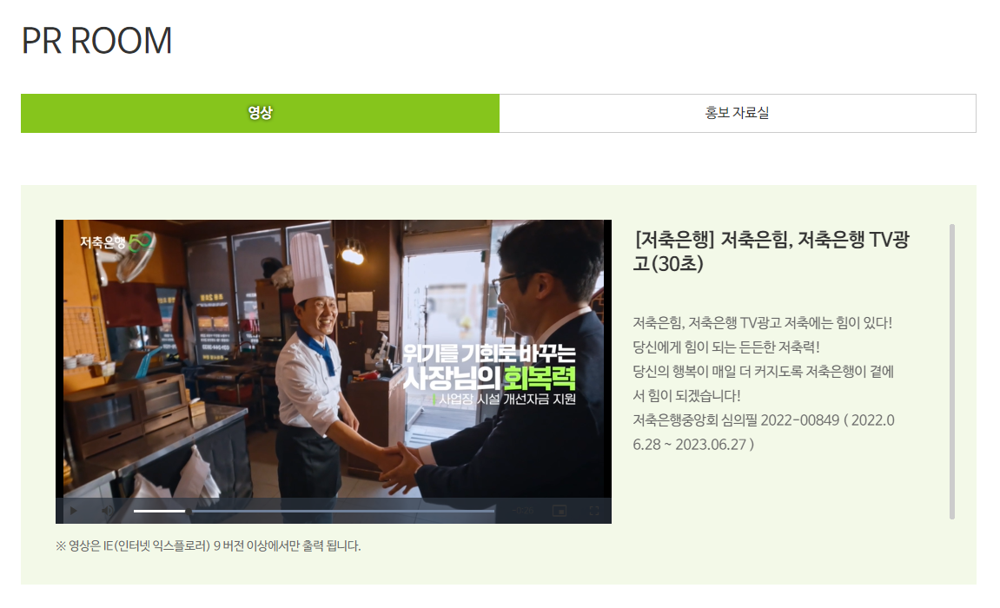 PR ROOM
영상
홍보 자료실
저축은행 50
위기를 기회로 바꾸는
사장님의 회복력
사업장 시설 개선자금 지원
[저축은행] 저축은힘, 저축은행 TV광
고(30초)
저축은힘, 저축은행 TV광고 저축에는 힘이 있다!
당신에게 힘이 되는 든든한 저축력!
당신의 행복이 매일 더 커지도록 저축은행이 곁에
서 힘이 되겠습니다!
저축은행중앙회 심의필 2022-00849 ( 2022.0
6.28 ~ 2023.06.27 )
※ 영상은 IE(인터넷 익스플로러) 9 버전 이상에서만 출력 됩니다.